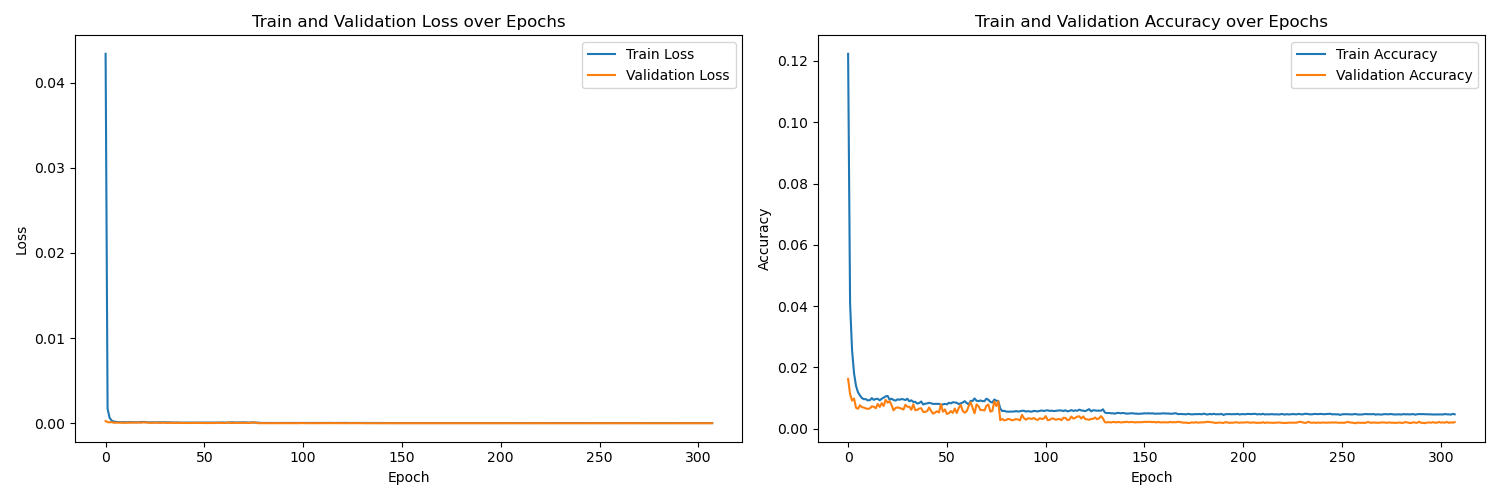 Train and Validation Loss over Epochs
Train Loss
Validation Loss
0.04
0.03
0.02
0.01
0.00
Loss
0 50 100 150 200 250 300
Epoch
Train and Validation Accuracy over Epochs
Train Accuracy
Validation Accuracy
0.12
0.10
0.08
0.06
0.04
0.02
0.00
Accuracy
0 50 100 150 200 250 300
Epoch